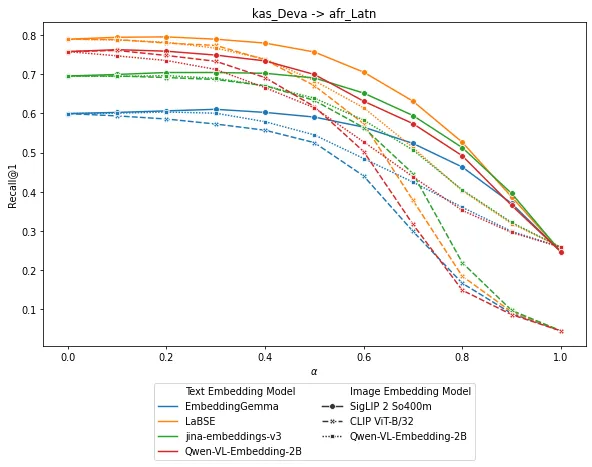 kas_Deva -> afr_Latn
Recall@1
0.8
0.7
0.6
0.5
0.4
0.3
0.2
0.1
0.0
0.2
0.4
0.6
0.8
1.0
α
Text Embedding Model
EmbeddingGemma
LaBSE
jina-embeddings-v3
Qwen-VL-Embedding-2B
Image Embedding Model
SigLIP 2 So400m
CLIP ViT-B/32
Qwen-VL-Embedding-2B